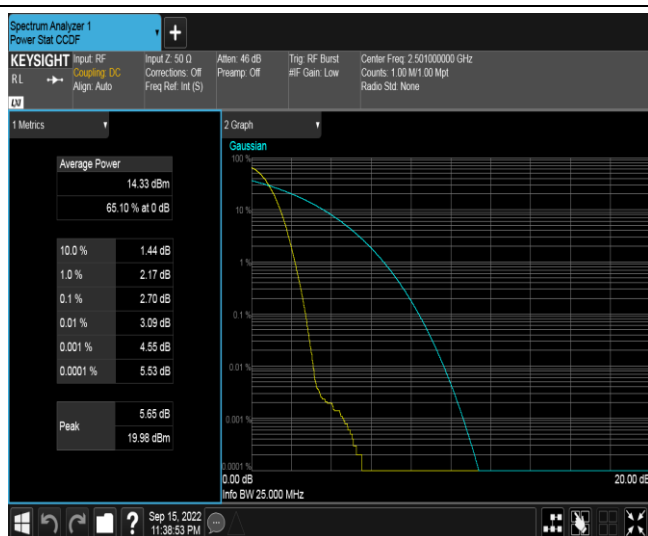 Spectrum Analyzer 1
Power Stat CCDF
+
KEYSIGHT
RL
LXI
Input: RF
Coupling: DC
Align: Auto
Input Z: 50 Ω
Corrections: Off
Freq Ref: Int (S)
Atten: 46 dB
Preamp: Off
Trig: RF Burst
#IF Gain: Low
Center Freq: 2.501000000 GHz
Counts: 1.00 M/1.00 Mpt
Radio Std: None
1 Metrics
Average Power
14.33 dBm
65.10 % at 0 dB
10.0 % 1.44 dB
1.0 % 2.17 dB
0.1 % 2.70 dB
0.01 % 3.09 dB
0.001 % 4.55 dB
0.0001 % 5.53 dB
Peak
5.65 dB
19.98 dBm
2 Graph
Gaussian
100 %
10 %
1 %
0.1 %
0.01 %
0.001 %
0.0001 %
0.00 dB
20.00 dB
Info BW 25.000 MHz
?
Sep 15, 2022
11:38:53 PM